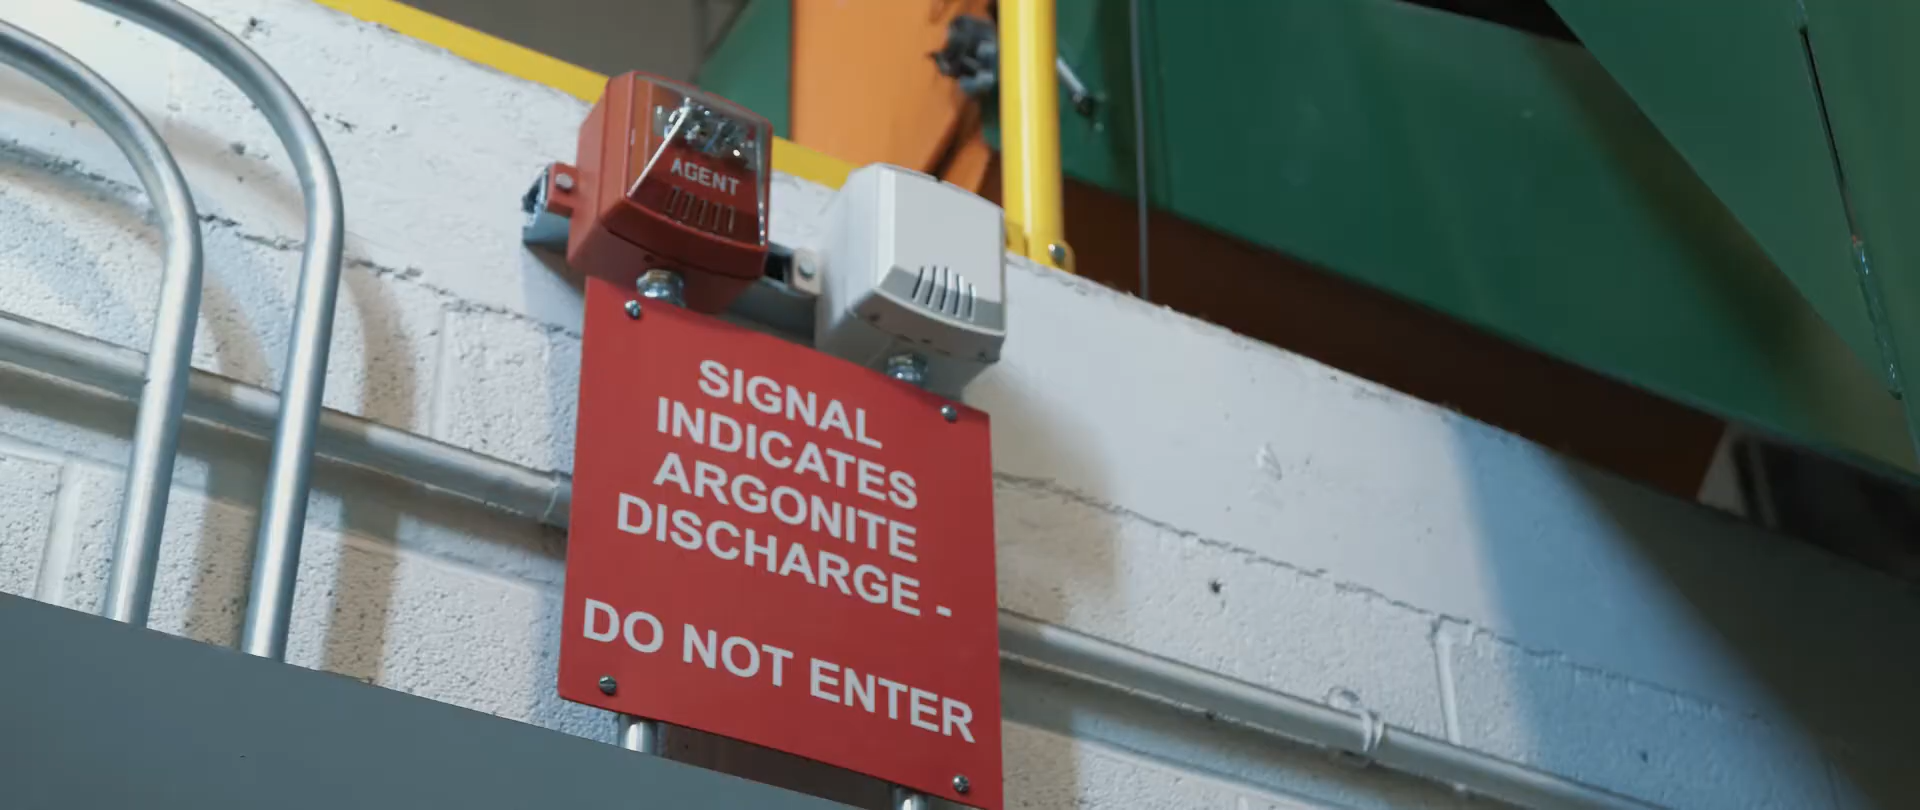 AGENT
SIGNAL
INDICATES
ARGONITE
DISCHARGE -
DO NOT ENTER